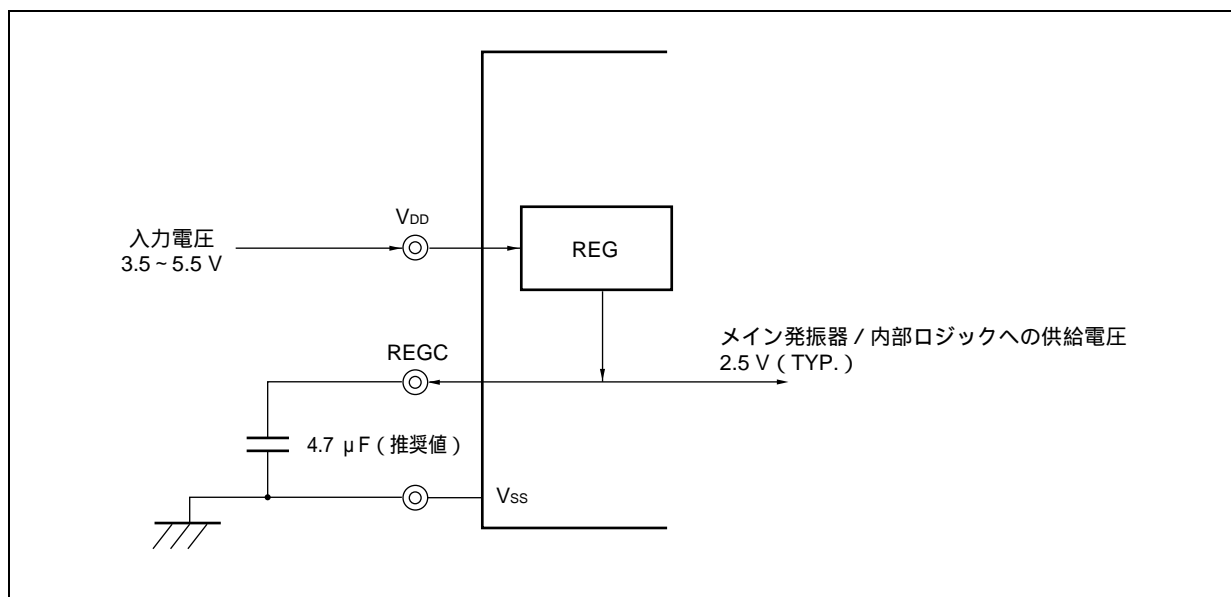 VDD
入力電圧
3.5～5.5 V
REG
REGC
メイン発振器／内部ロジックへの供給電圧
2.5 V（TYP.）
4.7 μF（推奨値）
VSS